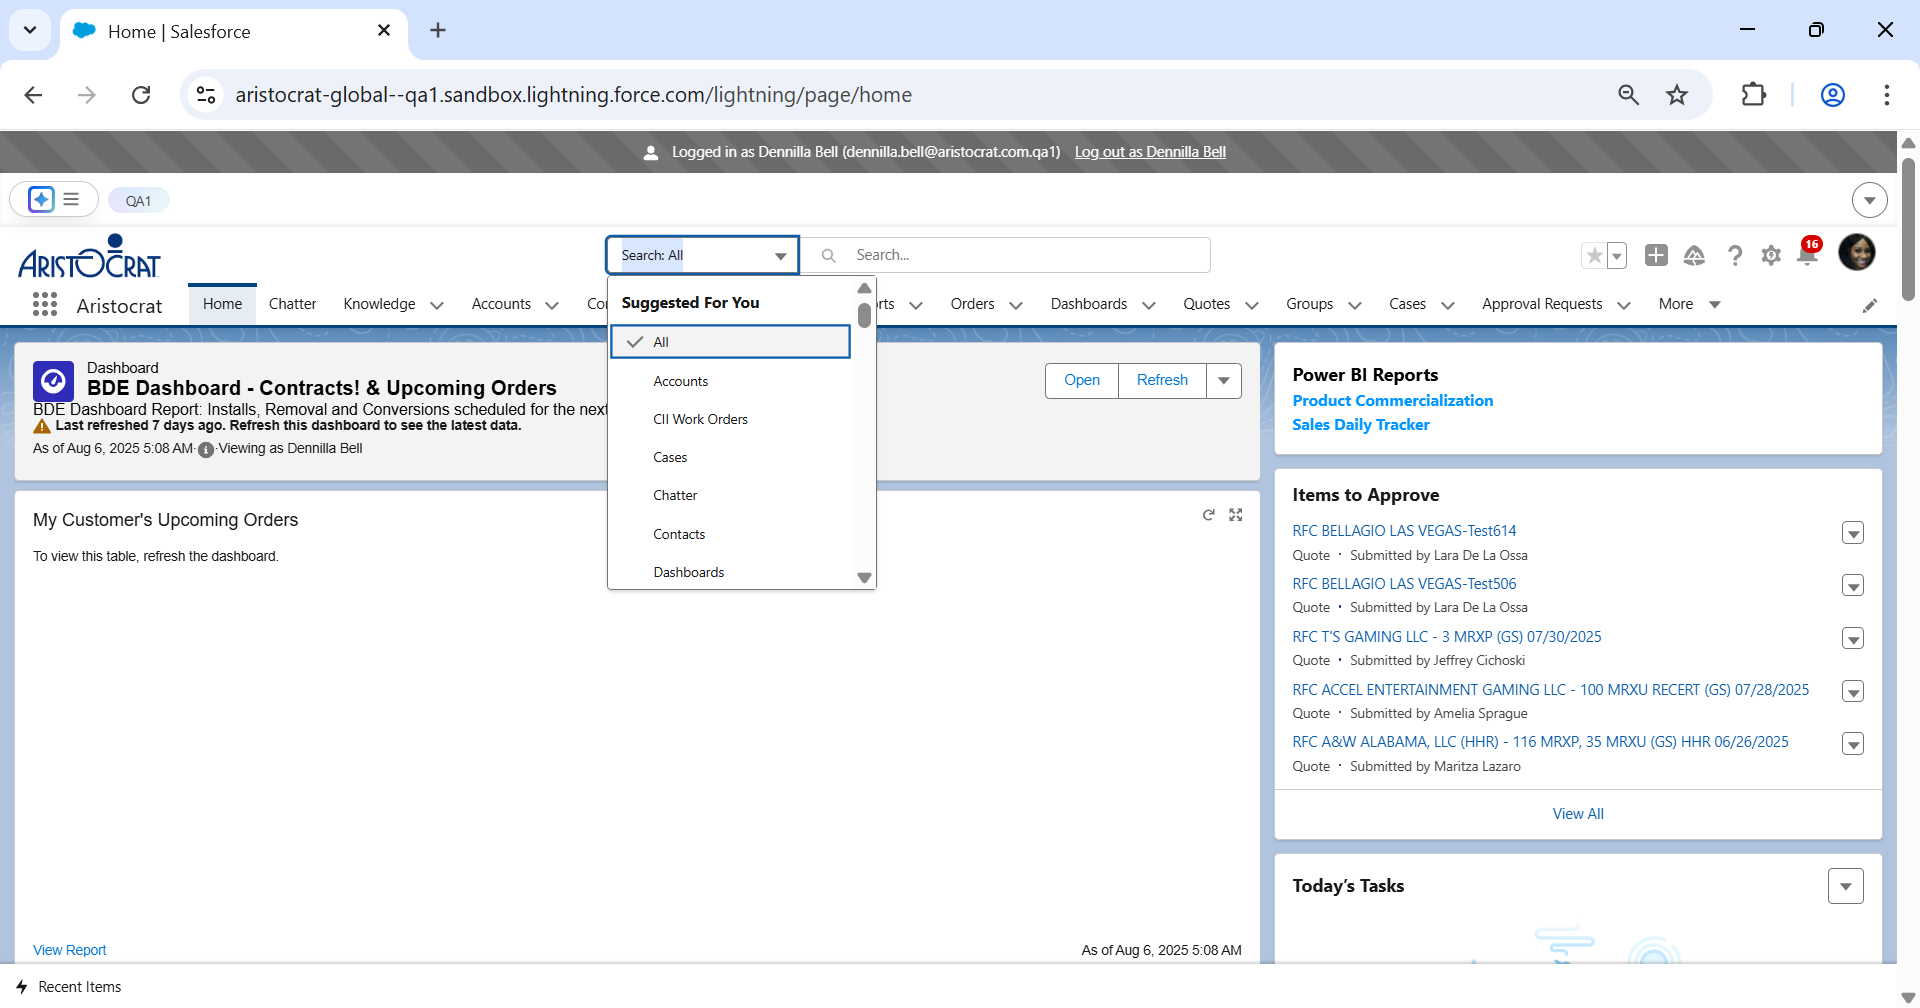 Home | Salesforce
aristocrat-global--qa1.sandbox.lightning.force.com/lightning/page/home
Logged in as Dennilla Bell (dennilla.bell@aristocrat.com.qa1) Log out as Dennilla Bell
QA1
ARISTOCRAT
Search: All
Search...
16
Aristocrat
Home
Chatter
Knowledge
Accounts
Co
rts
Orders
Dashboards
Quotes
Groups
Cases
Approval Requests
More
Suggested For You
All
Accounts
CII Work Orders
Cases
Chatter
Contacts
Dashboards
Dashboard
BDE Dashboard - Contracts! & Upcoming Orders
BDE Dashboard Report: Installs, Removal and Conversions scheduled for the next
Last refreshed 7 days ago. Refresh this dashboard to see the latest data.
As of Aug 6, 2025 5:08 AM·Viewing as Dennilla Bell
Open
Refresh
My Customer's Upcoming Orders
To view this table, refresh the dashboard.
View Report
As of Aug 6, 2025 5:08 AM
Power BI Reports
Product Commercialization
Sales Daily Tracker
Items to Approve
RFC BELLAGIO LAS VEGAS-Test614
Quote · Submitted by Lara De La Ossa
RFC BELLAGIO LAS VEGAS-Test506
Quote · Submitted by Lara De La Ossa
RFC T'S GAMING LLC - 3 MRXP (GS) 07/30/2025
Quote · Submitted by Jeffrey Cichoski
RFC ACCEL ENTERTAINMENT GAMING LLC - 100 MRXU RECERT (GS) 07/28/2025
Quote · Submitted by Amelia Sprague
RFC A&W ALABAMA, LLC (HHR) - 116 MRXP, 35 MRXU (GS) HHR 06/26/2025
Quote · Submitted by Maritza Lazaro
View All
Today's Tasks
Recent Items